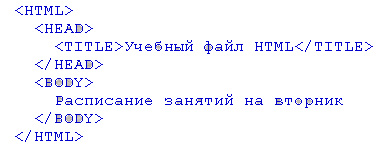 <HTML>
<HEAD>
<TITLE>Учебный файл HTML</TITLE>
</HEAD>
<BODY>
Расписание занятий на вторник
</BODY>
</HTML>